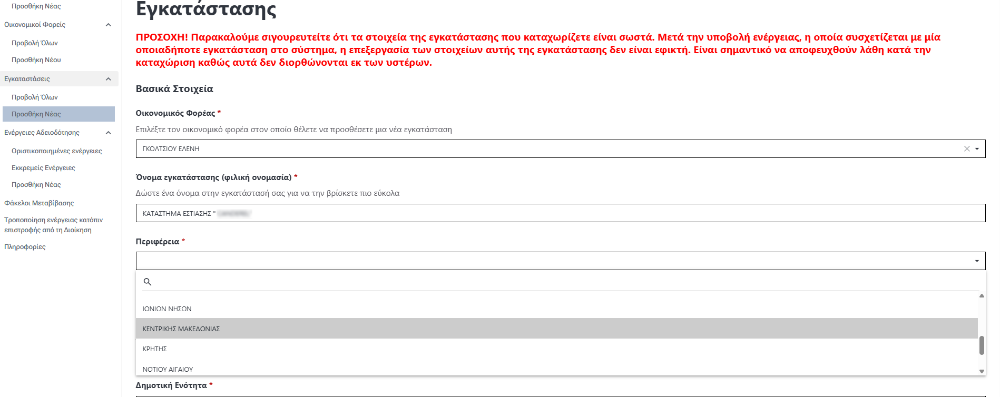 Προσθήκη Νέας
Οικονομικοί Φορείς
Προβολή Όλων
Προσθήκη Νέου
Εγκαταστάσεις
Προβολή Όλων
Προσθήκη Νέας
Ενέργειες Αδειοδότησης
Οριστικοποιημένες ενέργειες
Εκκρεμείς Ενέργειες
Προσθήκη Νέας
Φάκελοι Μεταβίβασης
Τροποποίηση ενέργειας κατόπιν
επιστροφής από τη Διοίκηση
Πληροφορίες
Εγκατάστασης
ΠΡΟΣΟΧΗ! Παρακαλούμε σιγουρευτείτε ότι τα στοιχεία της εγκατάστασης που καταχωρίζετε είναι σωστά. Μετά την υποβολή ενέργειας, η οποία συσχετίζεται με μία
οποιαδήποτε εγκατάσταση στο σύστημα, η επεξεργασία των στοιχείων αυτής της εγκατάστασης δεν είναι εφικτή. Είναι σημαντικό να αποφευχθούν λάθη κατά την
καταχώριση καθώς αυτά δεν διορθώνονται εκ των υστέρων.
Βασικά Στοιχεία
Οικονομικός Φορέας *
Επιλέξτε τον οικονομικό φορέα στον οποίο θέλετε να προσθέσετε μια νέα εγκατάσταση
ΓΚΟΛΤΣΙΟΥ ΕΛΕΝΗ
Όνομα εγκατάστασης (φιλική ονομασία) *
Δώστε ένα όνομα στην εγκατάστασή σας για να την βρίσκετε πιο εύκολα
ΚΑΤΑΣΤΗΜΑ ΕΣΤΙΑΣΗΣ "
Περιφέρεια *
ΙΟΝΙΩΝ ΝΗΣΩΝ
ΚΕΝΤΡΙΚΗΣ ΜΑΚΕΔΟΝΙΑΣ
ΚΡΗΤΗΣ
ΝΟΤΙΟΥ ΑΙΓΑΙΟΥ
Δημοτική Ενότητα *